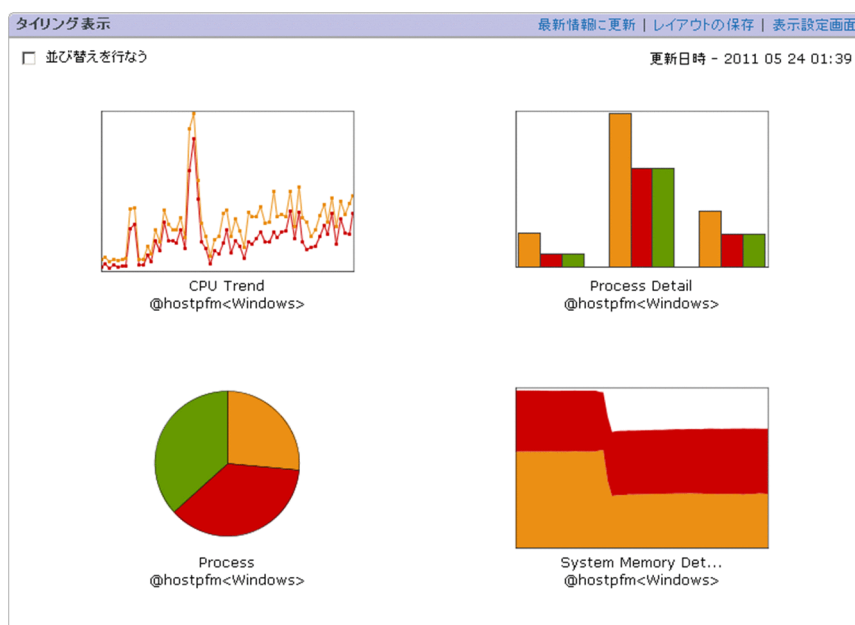 タイリング表示
最新情報に更新 | レイアウトの保存 | 表示設定画面
並び替えを行なう
更新日時 - 2011 05 24 01:39
CPU Trend
@hostpfm<Windows>
Process Detail
@hostpfm<Windows>
Process
@hostpfm<Windows>
System Memory Det...
@hostpfm<Windows>